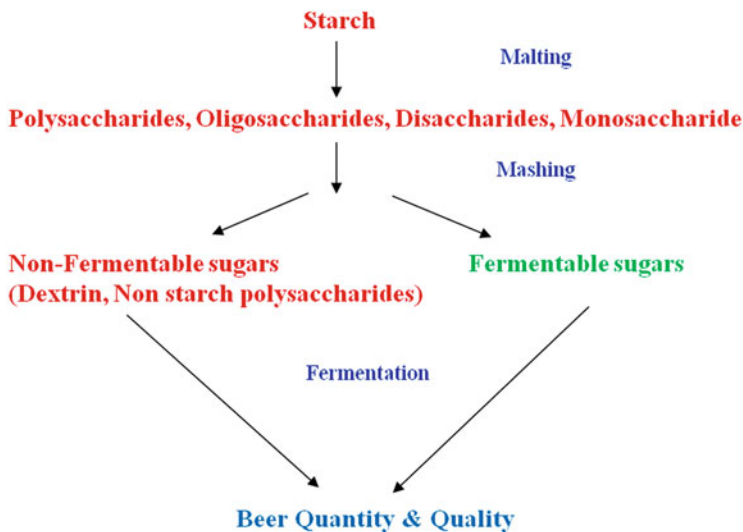 Starch
Malting
Polysaccharides, Oligosaccharides, Disaccharides, Monosaccharide
Mashing
Non-Fermentable sugars
(Dextrin, Non starch polysaccharides)
Fermentable sugars
Fermentation
Beer Quantity & Quality